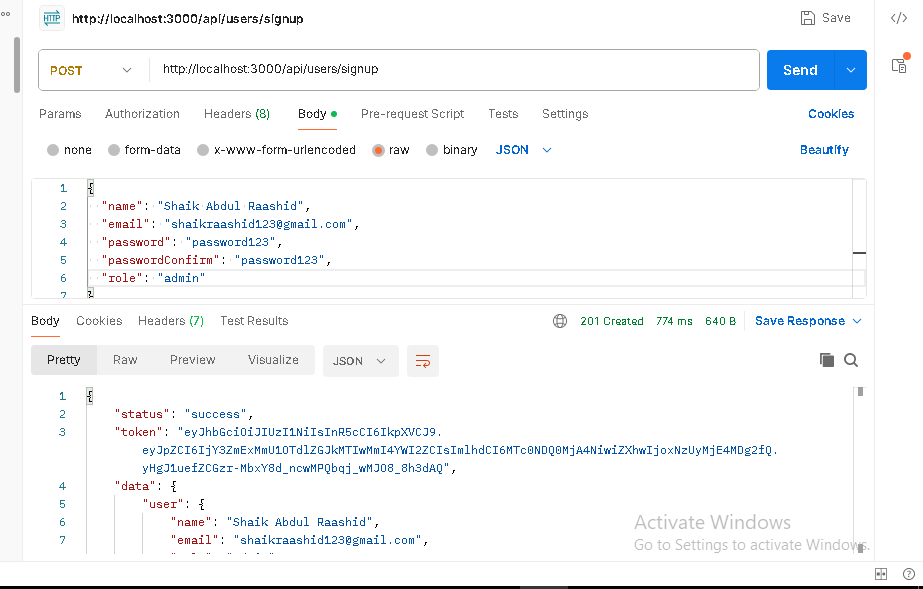 HTTP http://localhost:3000/api/users/signup Save
POST http://localhost:3000/api/users/signup Send
Params Authorization Headers (8) Body Pre-request Script Tests Settings Cookies
none form-data x-www-form-urlencoded raw binary JSON Beautify
1 {
2 "name": "Shaik Abdul Raashid",
3 "email": "shaikraashid123@gmail.com",
4 "password": "password123",
5 "passwordConfirm": "password123",
6 "role": "admin"
7 }
Body Cookies Headers (7) Test Results 201 Created 774 ms 640 B Save Response
Pretty Raw Preview Visualize JSON
1 {
2 "status": "success",
3 "token": "eyJhbGciOiJIUzI1NiIsInR5cCI6IkpXVCJ9.
eyJpZCI6IjY3ZmExMmU1OTdlZGJkMTIwMmI4YWI2ZCIsImlhdCI6MTc0NDQ0MjA4NiwiZXhwIjoxNzUyMjE4MDg2fQ.
yHgJ1uefZCGzr-MbxY8d_ncwMPQbqj_wMJO8_8h3dAQ",
4 "data": {
5 "user": {
6 "name": "Shaik Abdul Raashid",
7 "email": "shaikraashid123@gmail.com",
Activate Windows
Go to Settings to activate Windows.